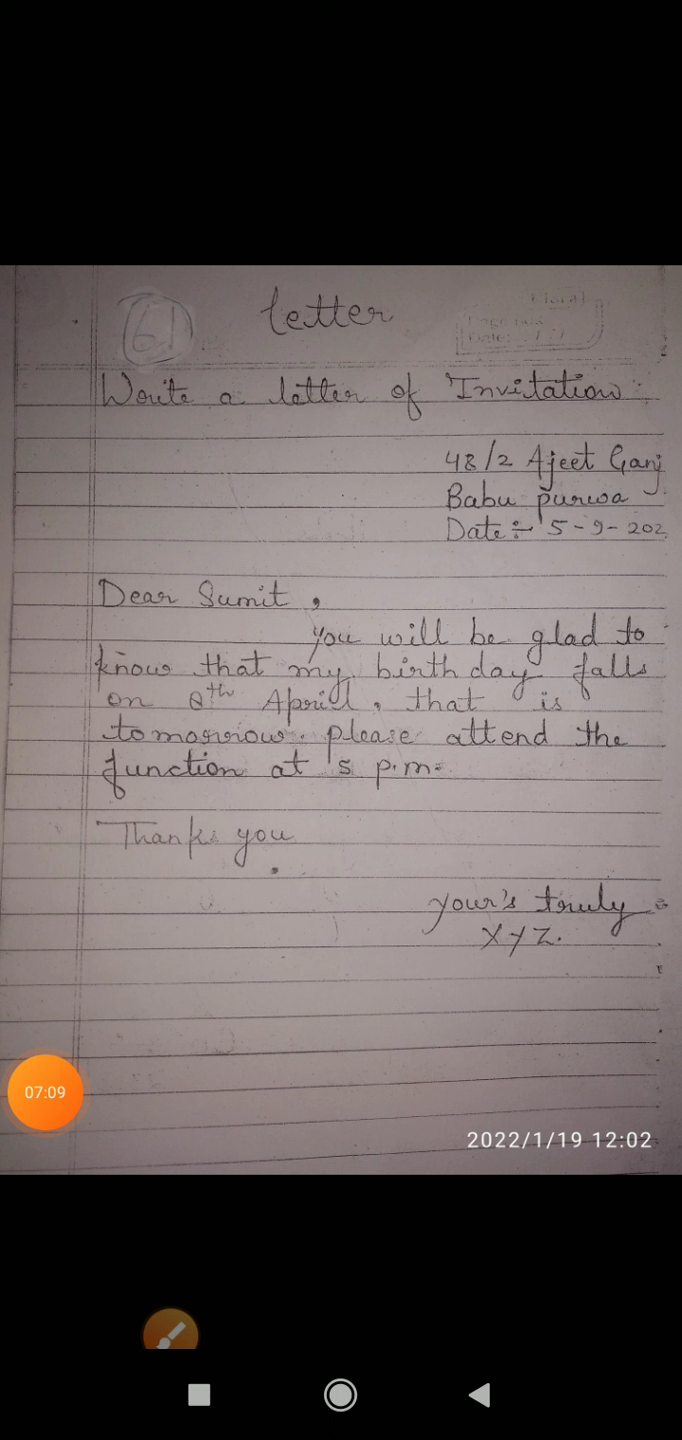 61
letter
Write a letter of Invitation
48/2 Ajeet Ganj
Babu purwa
Date :- 5-9-202
Dear Sumit ,
you will be glad to
know that my birth day falls
on 8th April, that is
tomorrow. please attend the
function at 5 p.m.
Thanks you
your's truly
XYZ.
07:09
2022/1/19 12:02